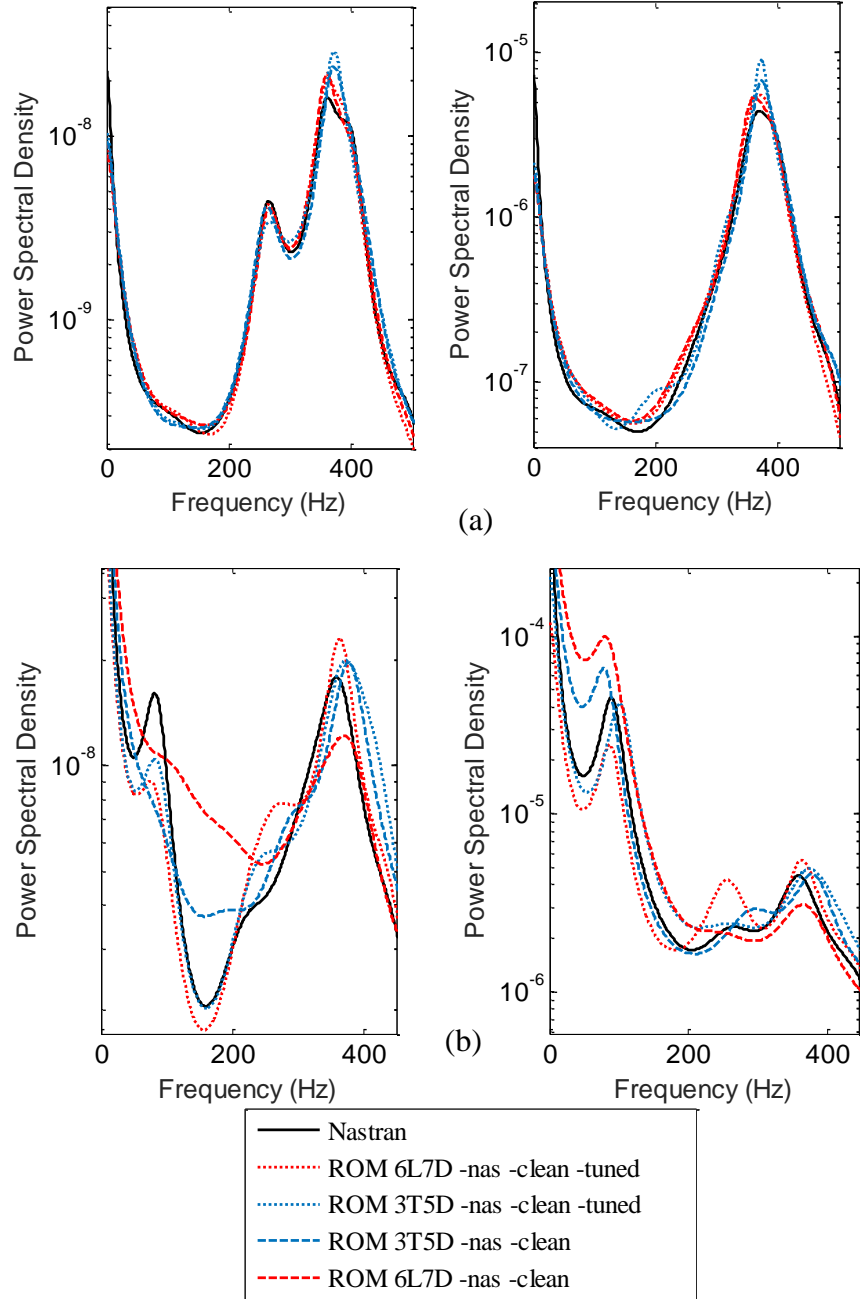 10^-8
10^-9
Power Spectral Density
0 200 400
Frequency (Hz)
10^-5
10^-6
10^-7
Power Spectral Density
0 200 400
Frequency (Hz)
(a)
10^-8
Power Spectral Density
0 200 400
Frequency (Hz)
10^-4
10^-5
10^-6
Power Spectral Density
0 200 400
Frequency (Hz)
(b)
Nastran
ROM 6L7D -nas -clean -tuned
ROM 3T5D -nas -clean -tuned
ROM 3T5D -nas -clean
ROM 6L7D -nas -clean